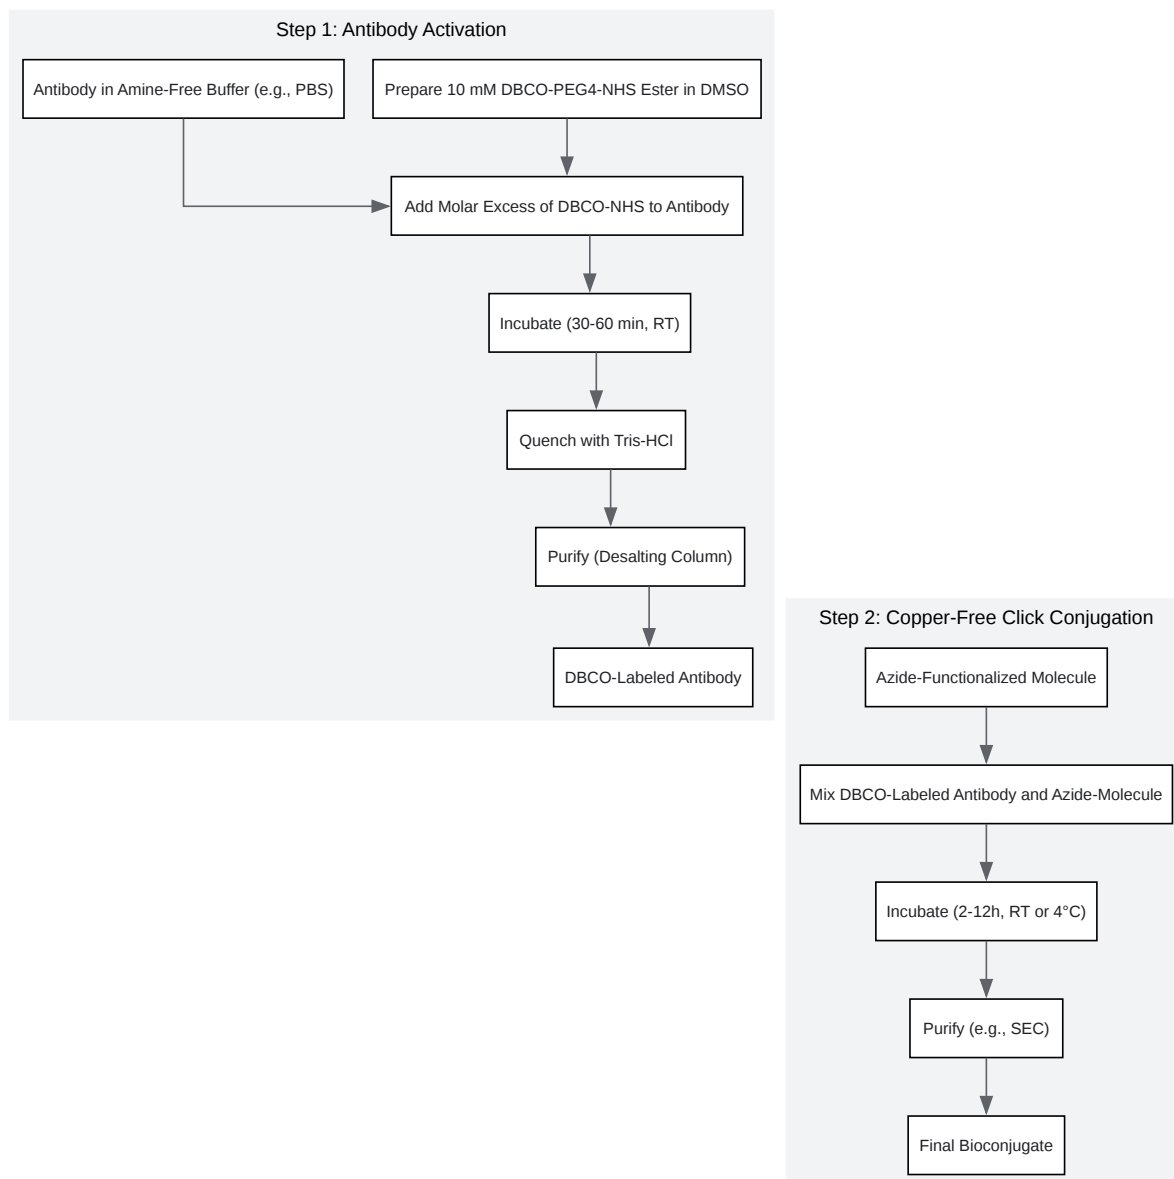 Step 1: Antibody Activation
Antibody in Amine-Free Buffer (e.g., PBS)
Prepare 10 mM DBCO-PEG4-NHS Ester in DMSO
Add Molar Excess of DBCO-NHS to Antibody
Incubate (30-60 min, RT)
Quench with Tris-HCl
Purify (Desalting Column)
DBCO-Labeled Antibody
Step 2: Copper-Free Click Conjugation
Azide-Functionalized Molecule
Mix DBCO-Labeled Antibody and Azide-Molecule
Incubate (2-12h, RT or 4°C)
Purify (e.g., SEC)
Final Bioconjugate